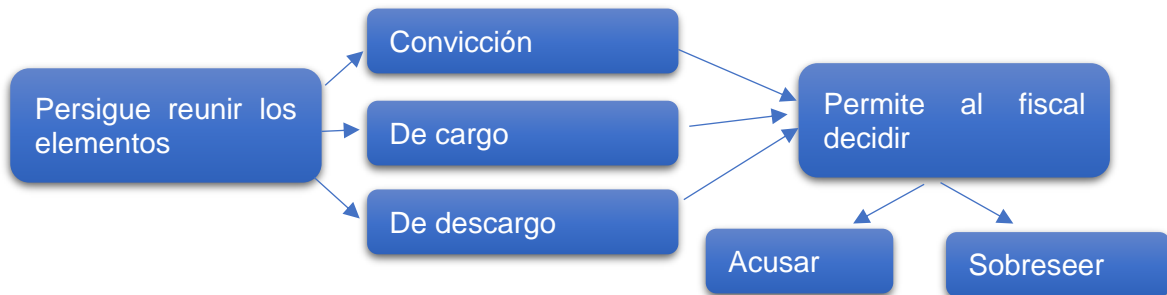 Persigue reunir los
elementos
Convicción
De cargo
De descargo
Permite al fiscal
decidir
Acusar
Sobreseer